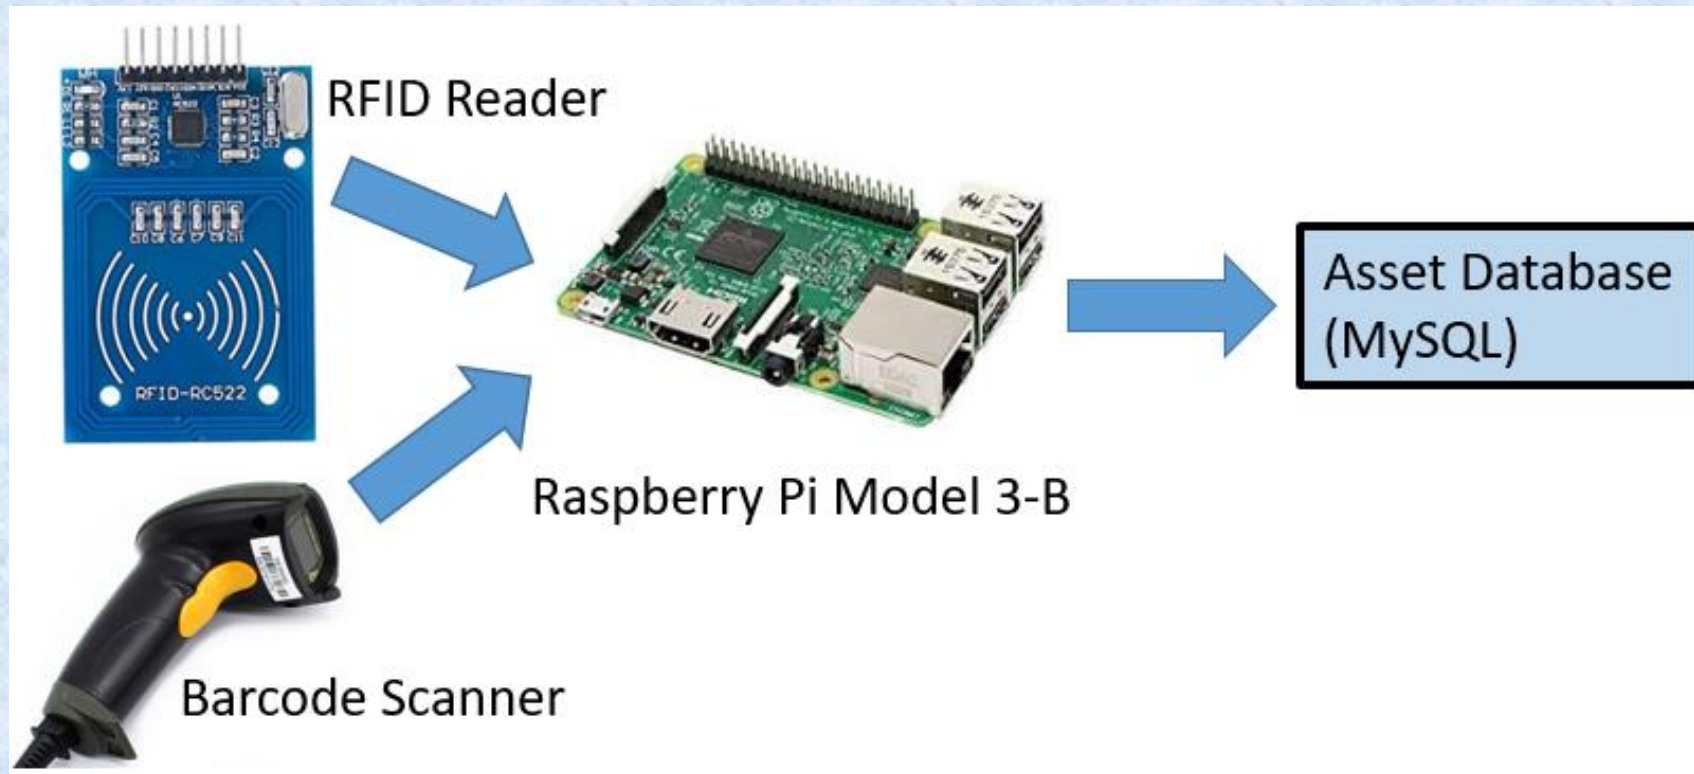 RFID Reader
RFID-RC522
Raspberry Pi Model 3-B
Asset Database
(MySQL)
Barcode Scanner